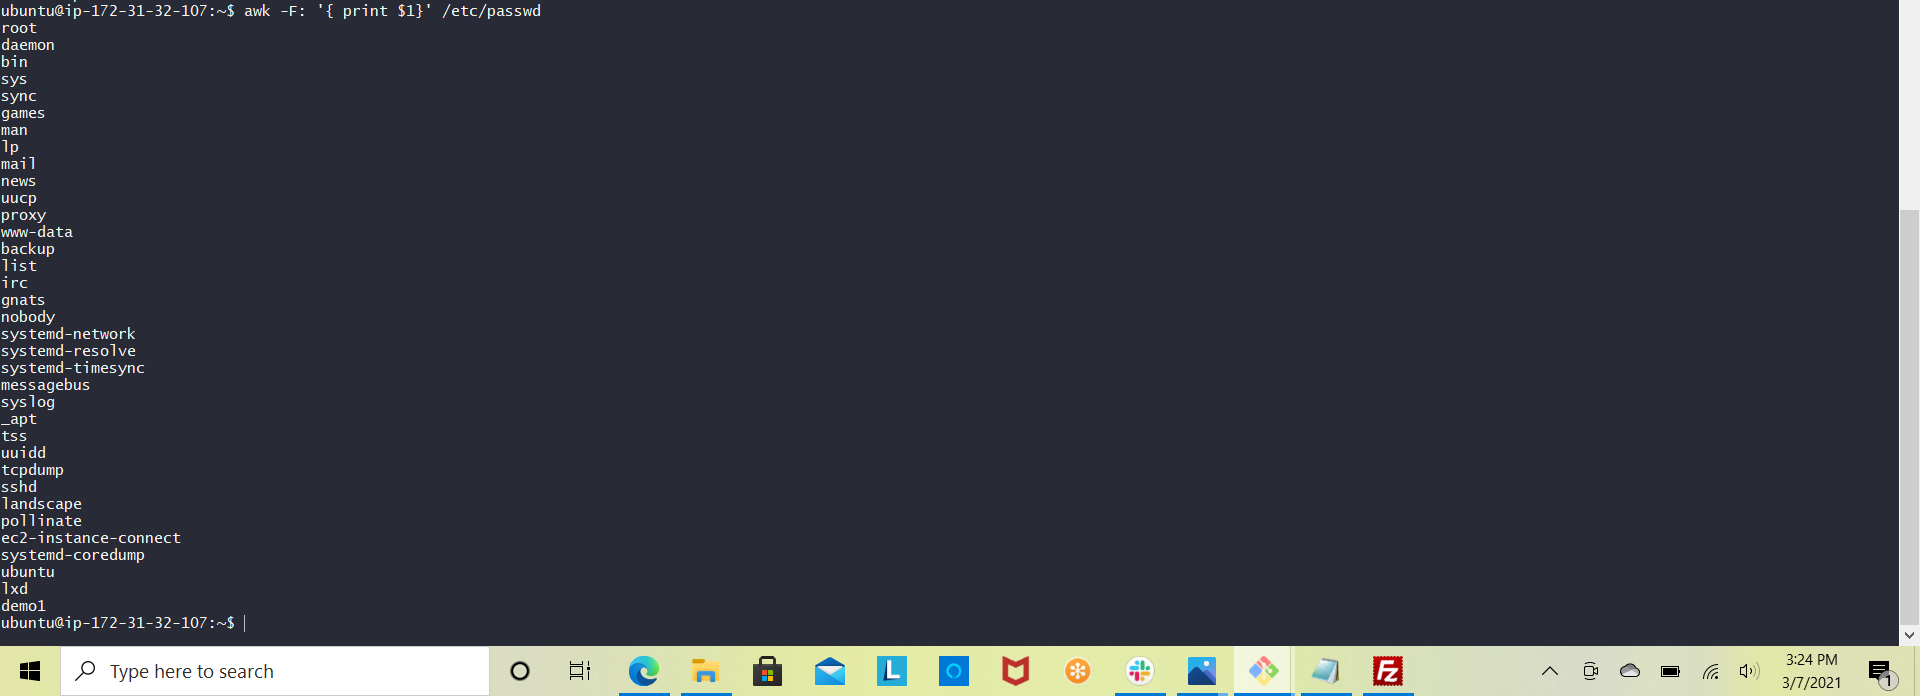 ubuntu@ip-172-31-32-107:~$ awk -F: '{ print $1}' /etc/passwd
root
daemon
bin
sys
sync
games
man
lp
mail
news
uucp
proxy
www-data
backup
list
irc
gnats
nobody
systemd-network
systemd-resolve
systemd-timesync
messagebus
syslog
_apt
tss
uuidd
tcpdump
sshd
landscape
pollinate
ec2-instance-connect
systemd-coredump
ubuntu
lxd
demo1
ubuntu@ip-172-31-32-107:~$
Type here to search
L
Fz
3:24 PM
3/7/2021
1